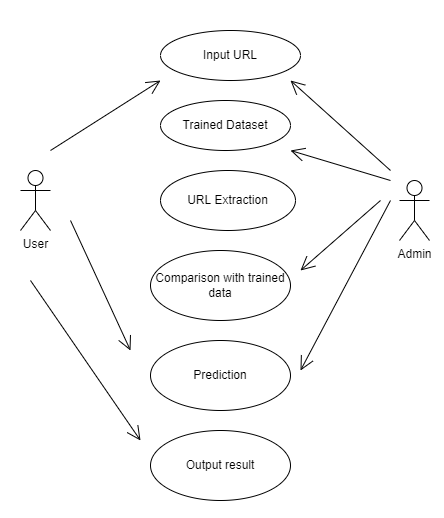 Input URL
Trained Dataset
URL Extraction
User
Admin
Comparison with trained
data
Prediction
Output result